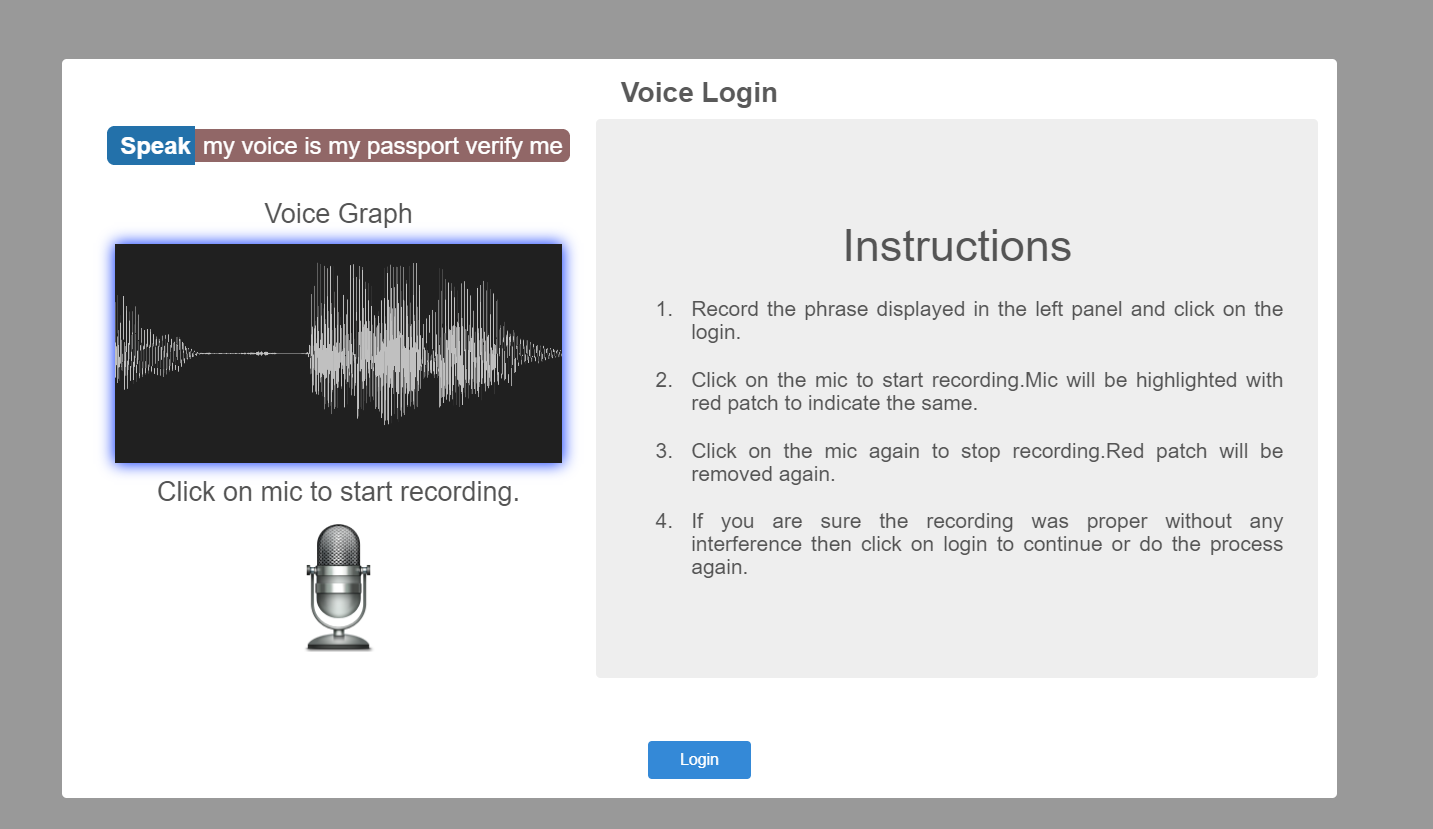 Voice Login
Speak my voice is my passport verify me
Voice Graph
Click on mic to start recording.
Instructions
1. Record the phrase displayed in the left panel and click on the
login.
2. Click on the mic to start recording.Mic will be highlighted with
red patch to indicate the same.
3. Click on the mic again to stop recording.Red patch will be
removed again.
4. If you are sure the recording was proper without any
interference then click on login to continue or do the process
again.
Login